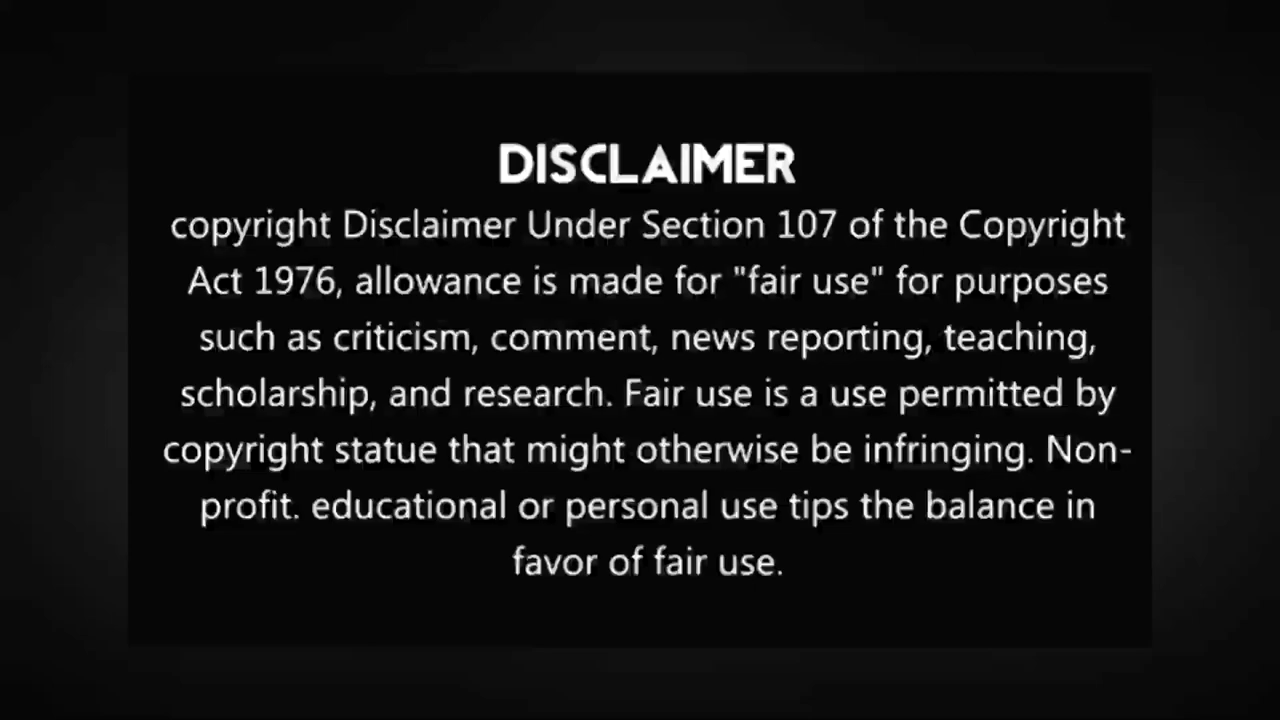 DISCLAIMER
copyright Disclaimer Under Section 107 of the Copyright
Act 1976, allowance is made for "fair use" for purposes
such as criticism, comment, news reporting, teaching,
scholarship, and research. Fair use is a use permitted by
copyright statue that might otherwise be infringing. Non-
profit. educational or personal use tips the balance in
favor of fair use.